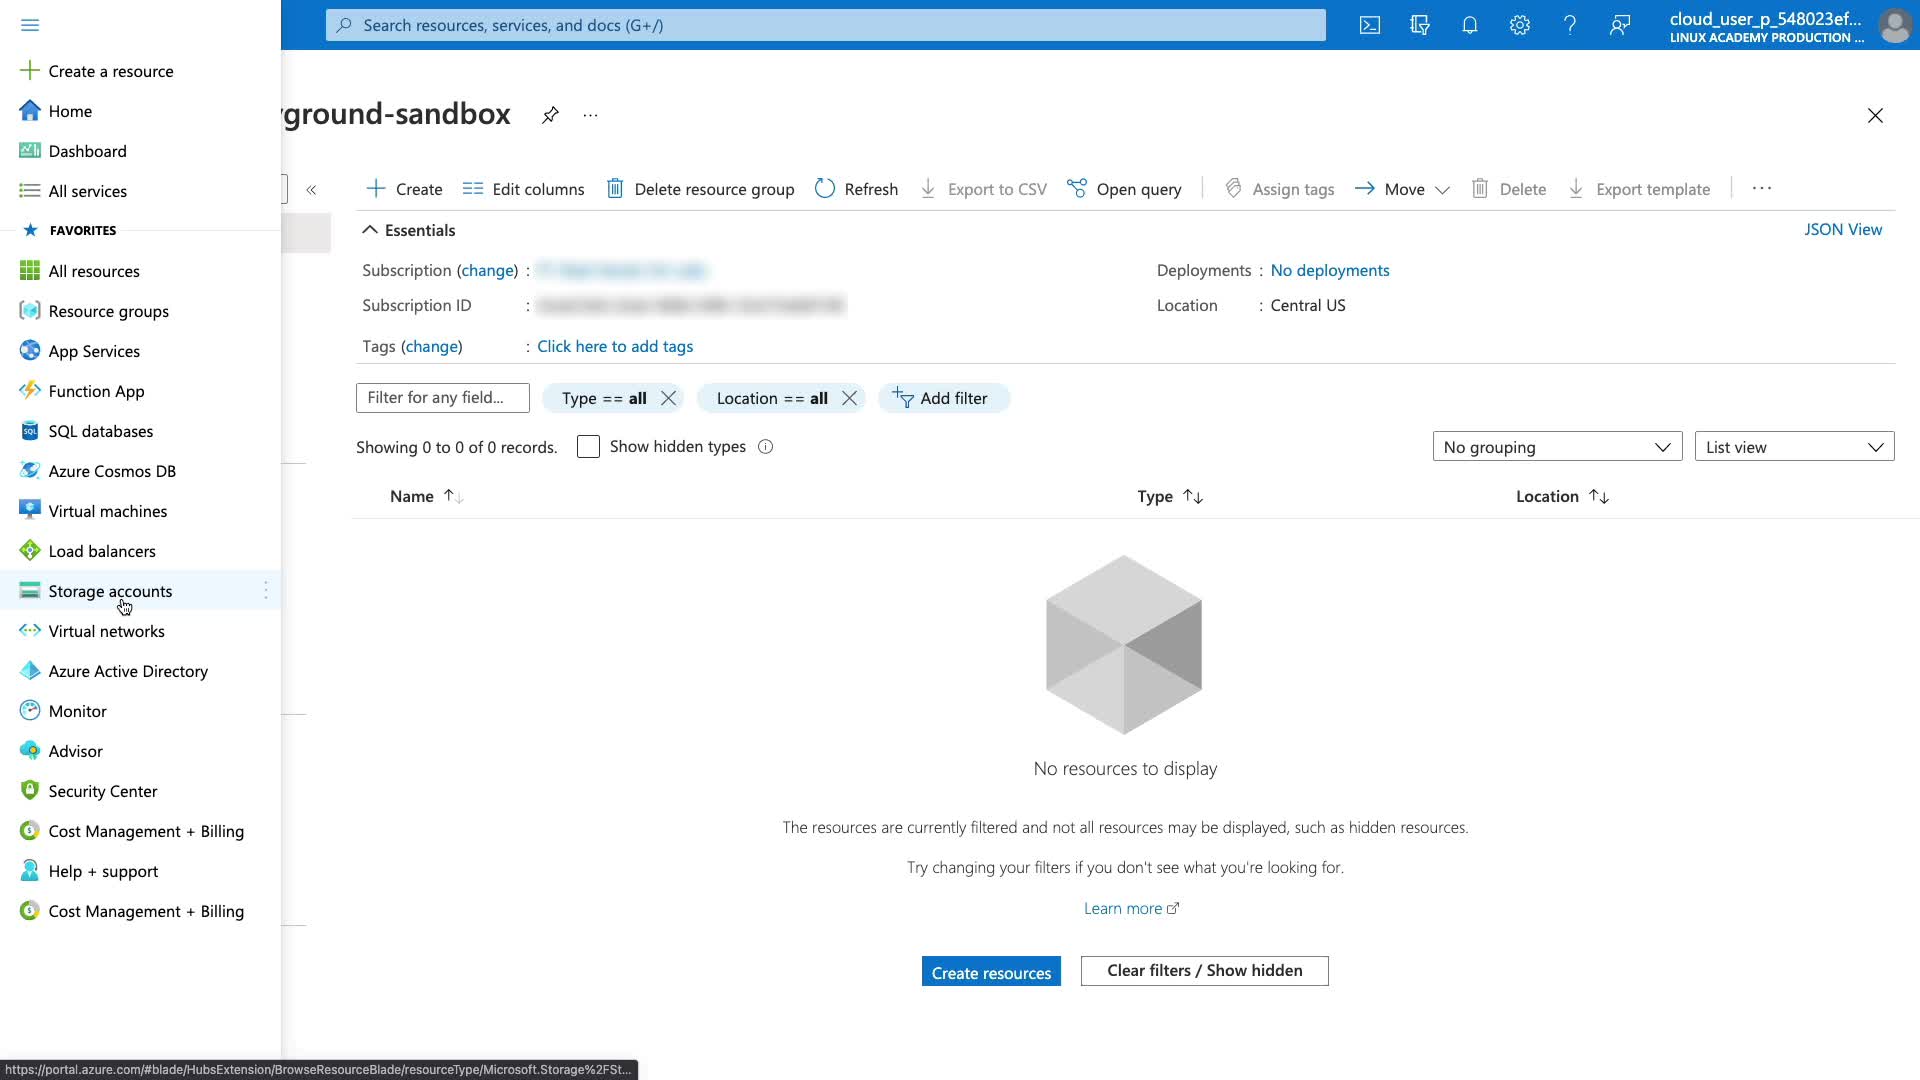 Search resources, services, and docs (G+/)
cloud_user_p_548023ef...
LINUX ACADEMY PRODUCTION ...
Create a resource
Home
Dashboard
All services
FAVORITES
All resources
Resource groups
App Services
Function App
SQL databases
Azure Cosmos DB
Virtual machines
Load balancers
Storage accounts
Virtual networks
Azure Active Directory
Monitor
Advisor
Security Center
Cost Management + Billing
Help + support
Cost Management + Billing
ground-sandbox
Create Edit columns Delete resource group Refresh Export to CSV Open query Assign tags Move Delete Export template
Essentials JSON View
Subscription (change) :
Deployments : No deployments
Subscription ID :
Location : Central US
Tags (change) : Click here to add tags
Filter for any field... Type == all Location == all Add filter
Showing 0 to 0 of 0 records. Show hidden types No grouping List view
Name Type Location
No resources to display
The resources are currently filtered and not all resources may be displayed, such as hidden resources.
Try changing your filters if you don't see what you're looking for.
Learn more
Create resources Clear filters / Show hidden
https://portal.azure.com/#blade/HubsExtension/BrowseResourceBlade/resourceType/Microsoft.Storage%2FSt...